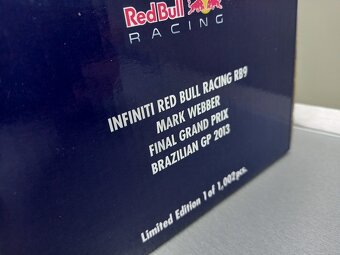 Red Bull
RACING
INFINITI RED BULL RACING RB9
MARK WEBBER
FINAL GRAND PRIX
BRAZILIAN GP 2013
Limited Edition 1 of 1,002pcs.